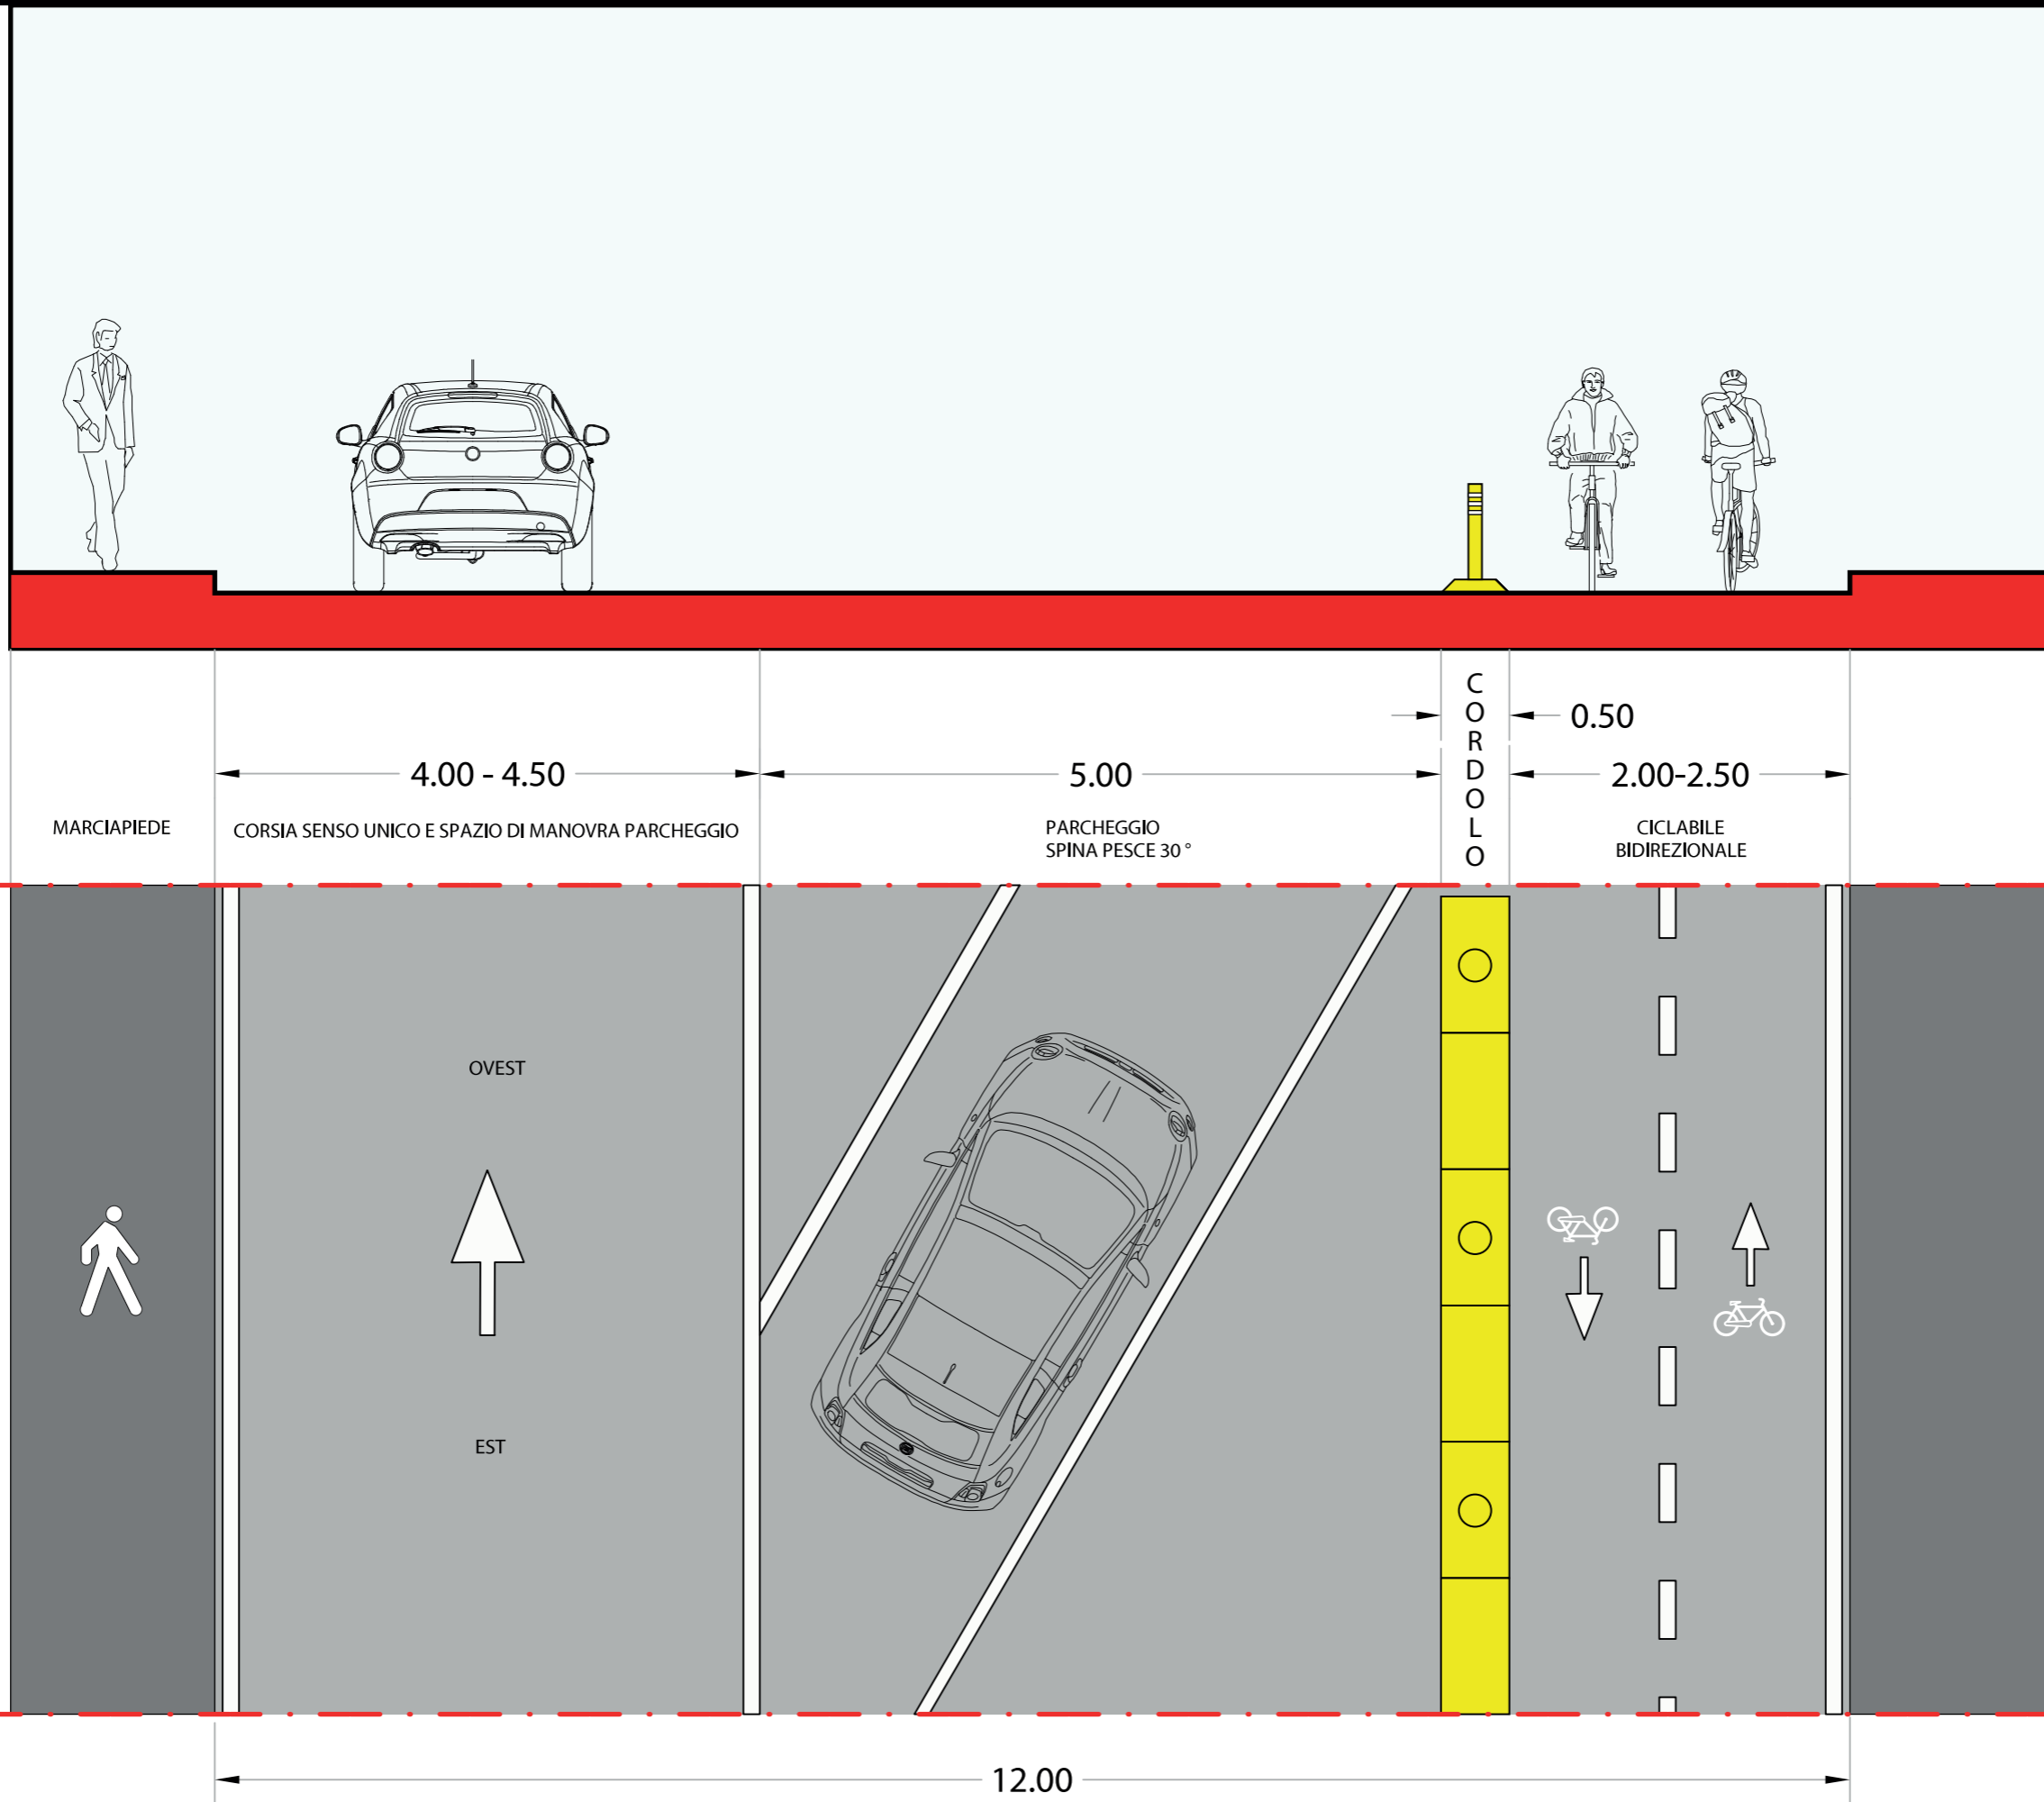 C
O
R
D
O
L
O
0.50
4.00 - 4.50
5.00
2.00-2.50
MARCIAPIEDE
CORSIA SENSO UNICO E SPAZIO DI MANOVRA PARCHEGGIO
PARCHEGGIO
SPINA PESCE 30 °
CICLABILE
BIDIREZIONALE
OVEST
EST
12.00